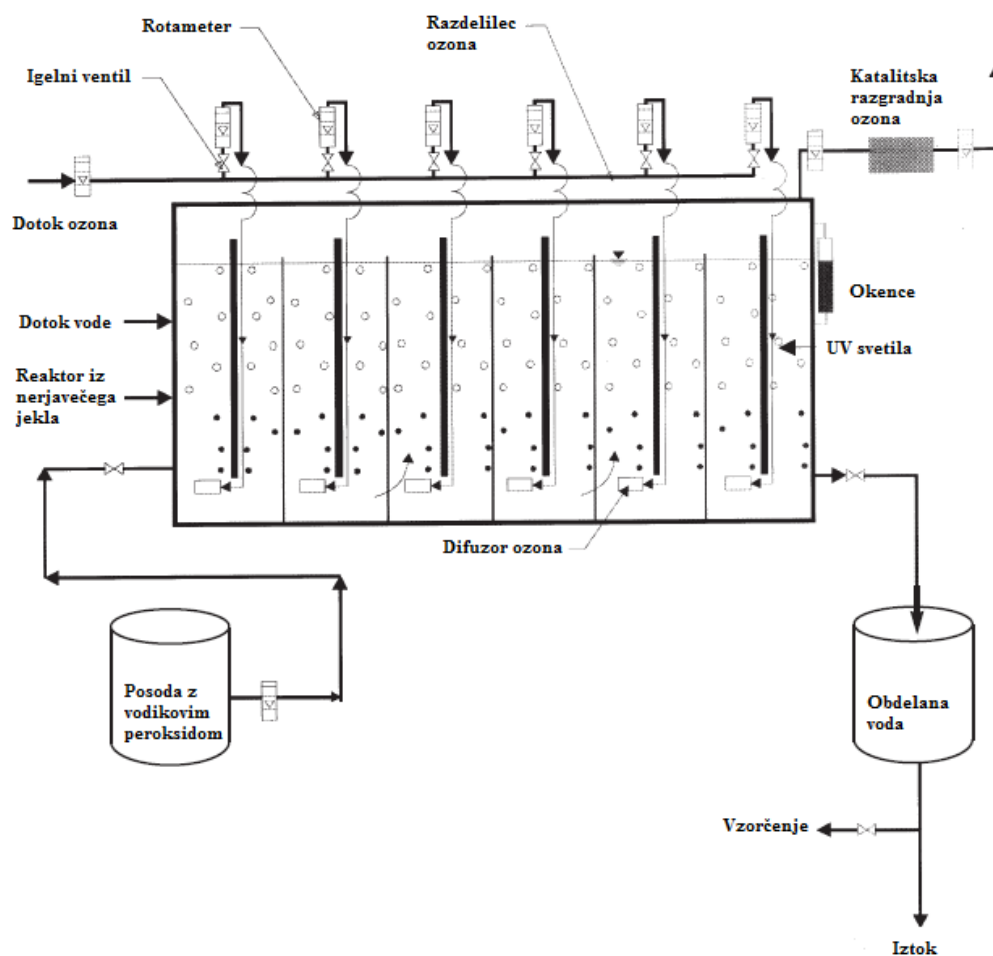 Rotameter
Razdelilec
ozona
Igelni ventil
Katalitska
razgradnja
ozona
Dotok ozona
Okence
Dotok vode
UV svetila
Reaktor iz
nerjavečega
jekla
Difuzor ozona
Posoda z
vodikovim
peroksidom
Obdelana
voda
Vzorčenje
Iztok